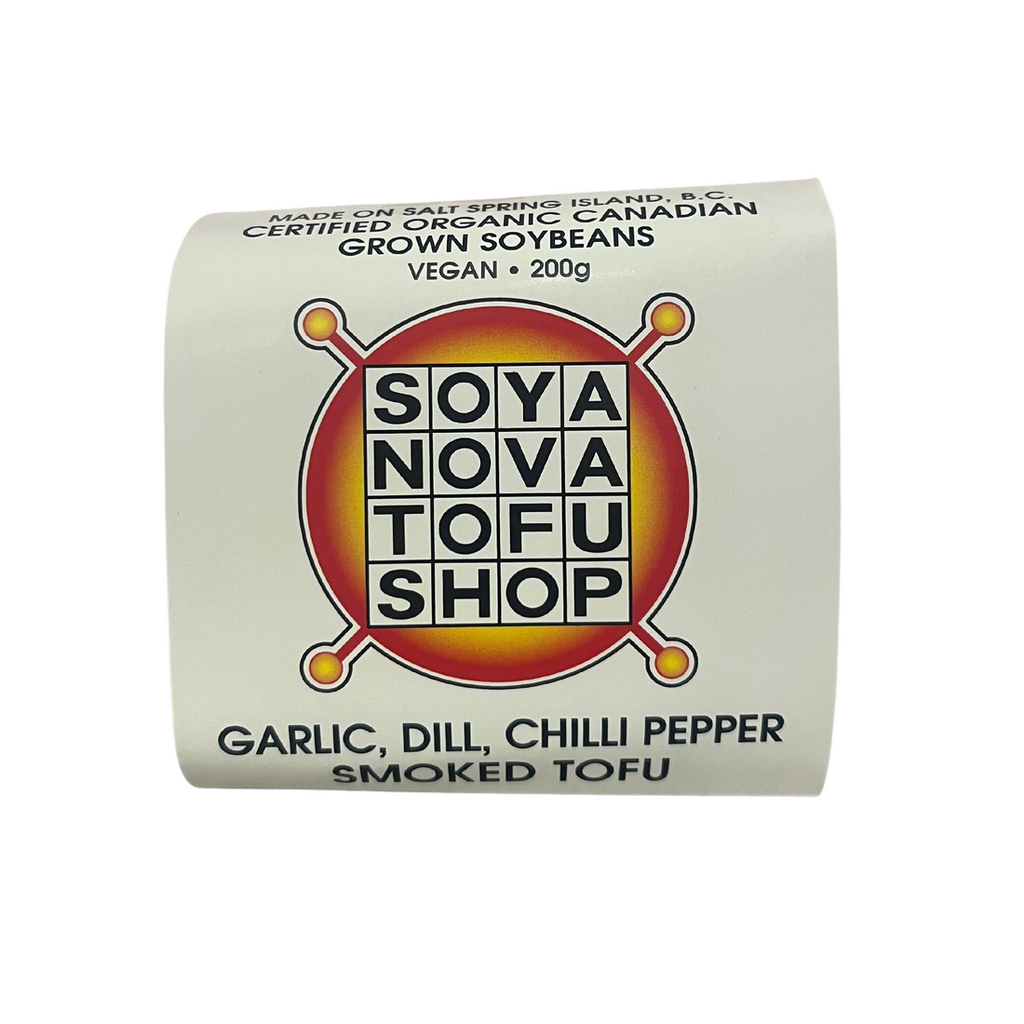 MADE ON SALT SPRING ISLAND, B.C.
CERTIFIED ORGANIC CANADIAN
GROWN SOYBEANS
VEGAN • 200g
SOYA
NOVA
TOFU
SHOP
GARLIC, DILL, CHILLI PEPPER
SMOKED TOFU